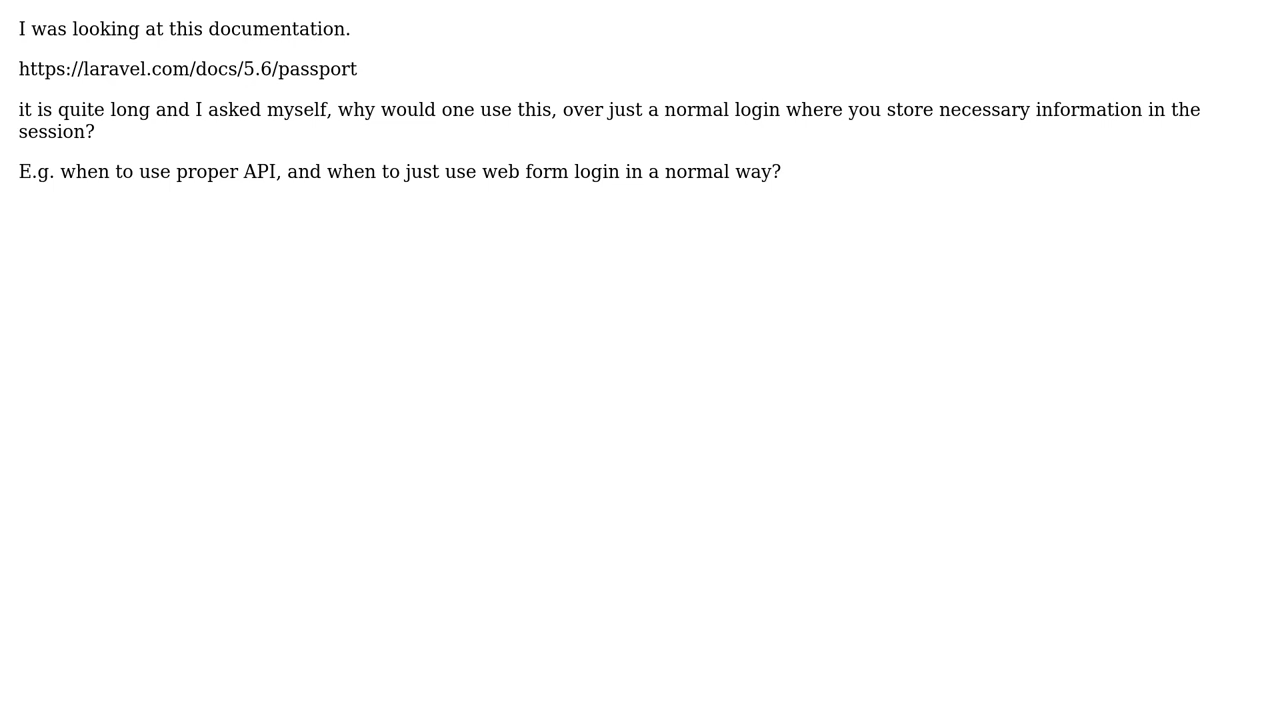 I was looking at this documentation.
https://laravel.com/docs/5.6/passport
it is quite long and I asked myself, why would one use this, over just a normal login where you store necessary information in the
session?
E.g. when to use proper API, and when to just use web form login in a normal way?